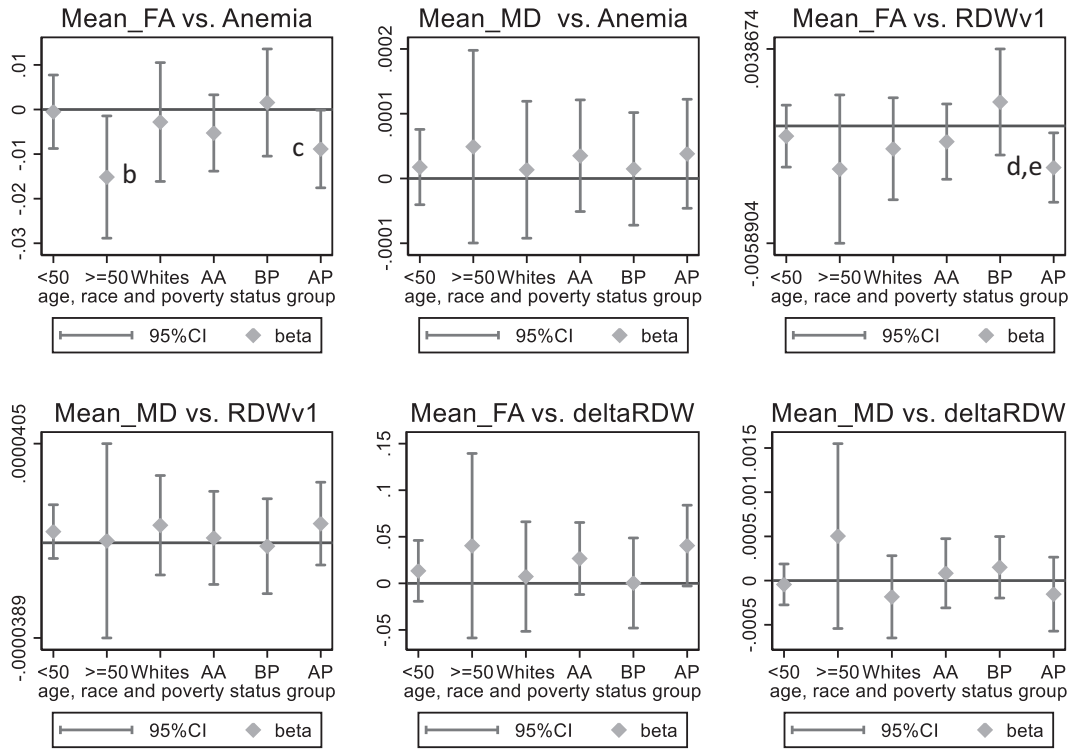 Mean_FA vs. Anemia
.01
0
-.01
-.02
-.03
b
c
<50 >=50 Whites AA BP AP
age, race and poverty status group
95%CI beta
Mean_MD vs. Anemia
.0002
.0001
0
-.0001
<50 >=50 Whites AA BP AP
age, race and poverty status group
95%CI beta
Mean_FA vs. RDWv1
.0038674
-.0058904
d,e
<50 >=50 Whites AA BP AP
age, race and poverty status group
95%CI beta
Mean_MD vs. RDWv1
.0000405
-.0000389
<50 >=50 Whites AA BP AP
age, race and poverty status group
95%CI beta
Mean_FA vs. deltaRDW
.15
.1
.05
0
-.05
<50 >=50 Whites AA BP AP
age, race and poverty status group
95%CI beta
Mean_MD vs. deltaRDW
.0015
.001
.0005
0
-.0005
<50 >=50 Whites AA BP AP
age, race and poverty status group
95%CI beta